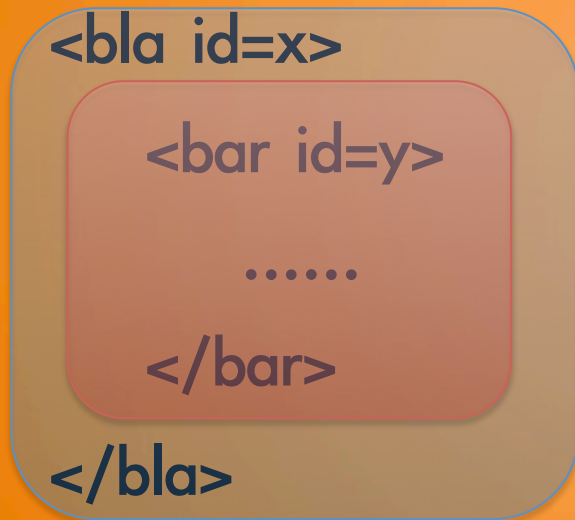 <bla id=x>
<bar id=y>
......
</bar>
</bla>